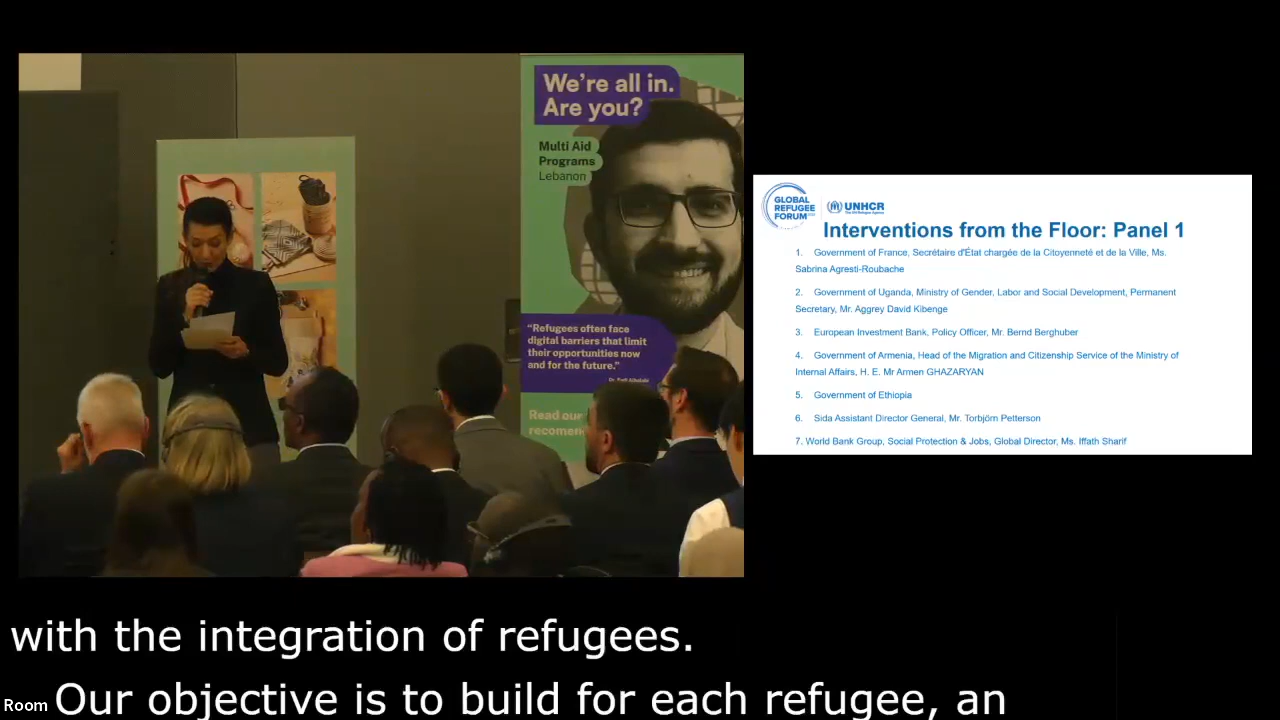 We're all in.
Are you?
Multi Aid
Programs
Lebanon
"Refugees often face
digital barriers that limit
their opportunities now
and for the future."
Read our
GLOBAL
REFUGEE
FORUM
UNHCR
The UN Refugee Agency
Interventions from the Floor: Panel 1
1. Government of France, Secrétaire d'État chargée de la Citoyenneté et de la Ville, Ms.
Sabrina Agresti-Roubache
2. Government of Uganda, Ministry of Gender, Labor and Social Development, Permanent
Secretary, Mr. Aggrey David Kibenge
3. European Investment Bank, Policy Officer, Mr. Bernd Berghuber
4. Government of Armenia, Head of the Migration and Citizenship Service of the Ministry of
Internal Affairs, H. E. Mr Armen GHAZARYAN
5. Government of Ethiopia
6. Sida Assistant Director General, Mr. Torbjörn Petterson
7. World Bank Group, Social Protection & Jobs, Global Director, Ms. Iffath Sharif
with the integration of refugees.
Room
Our objective is to build for each refugee, an